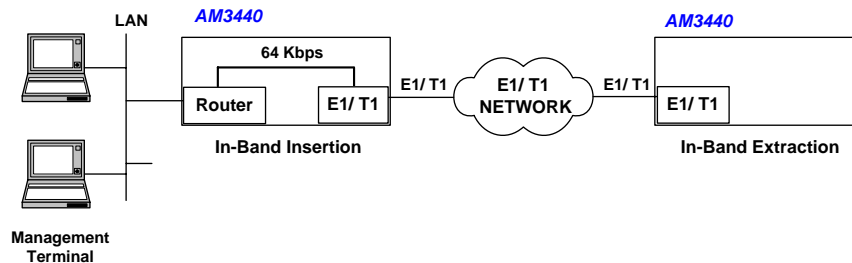 AM3440
AM3440
LAN
64 Kbps
E1/ T1
E1/ T1
NETWORK
E1/ T1
Router
E1/ T1
E1/ T1
In-Band Insertion
In-Band Extraction
Management
Terminal